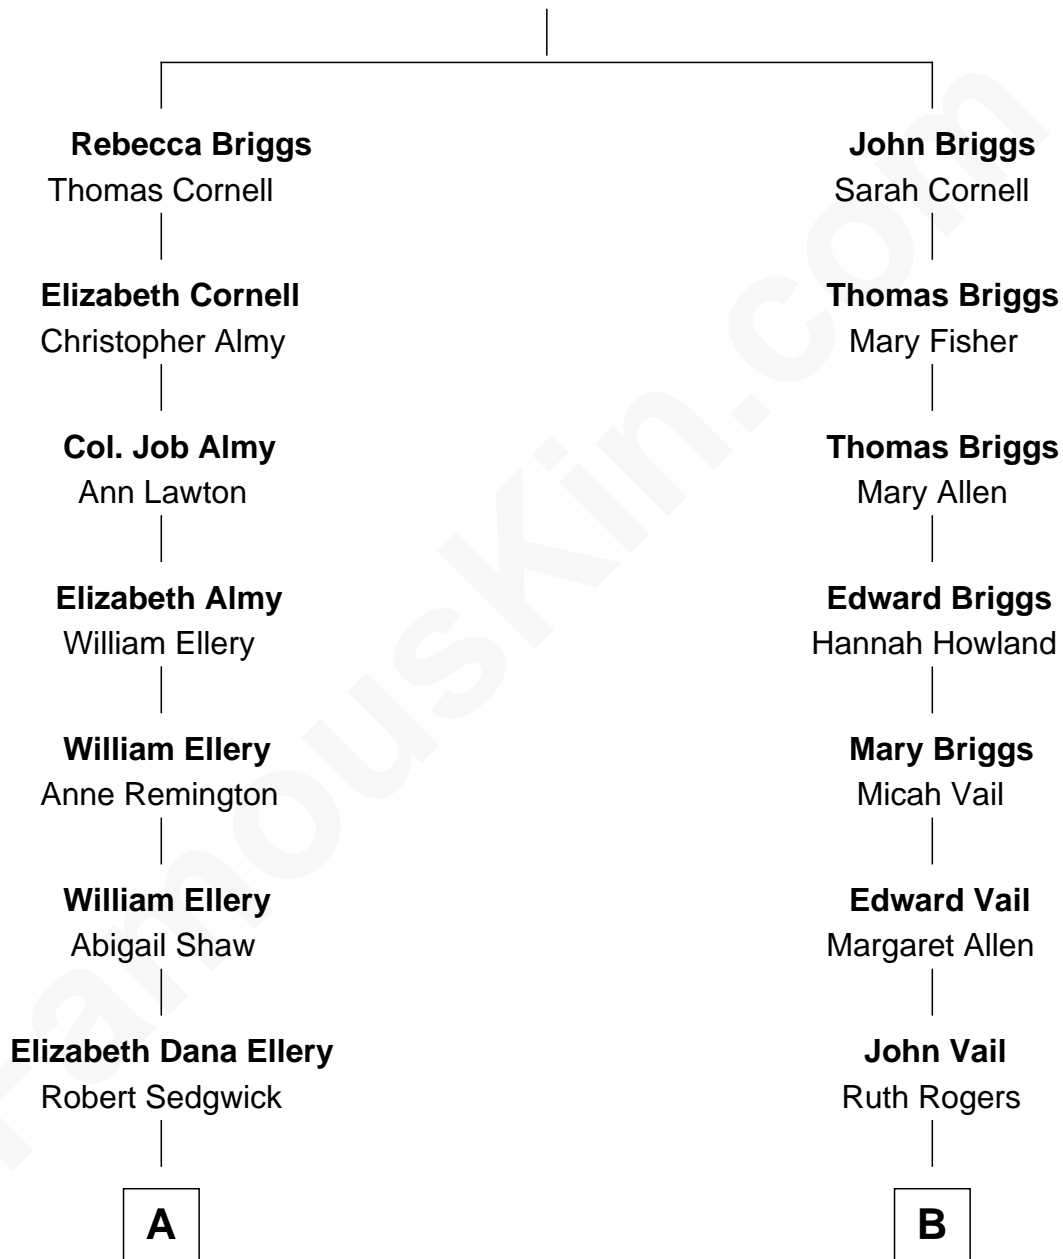 Rebecca Briggs
Thomas Cornell
John Briggs
Sarah Cornell
Elizabeth Cornell
Christopher Almy
Thomas Briggs
Mary Fisher
Col. Job Almy
Ann Lawton
Thomas Briggs
Mary Allen
Elizabeth Almy
William Ellery
Edward Briggs
Hannah Howland
William Ellery
Anne Remington
Mary Briggs
Micah Vail
William Ellery
Abigail Shaw
Edward Vail
Margaret Allen
Elizabeth Dana Ellery
Robert Sedgwick
John Vail
Ruth Rogers
A
B
FamousKin.com